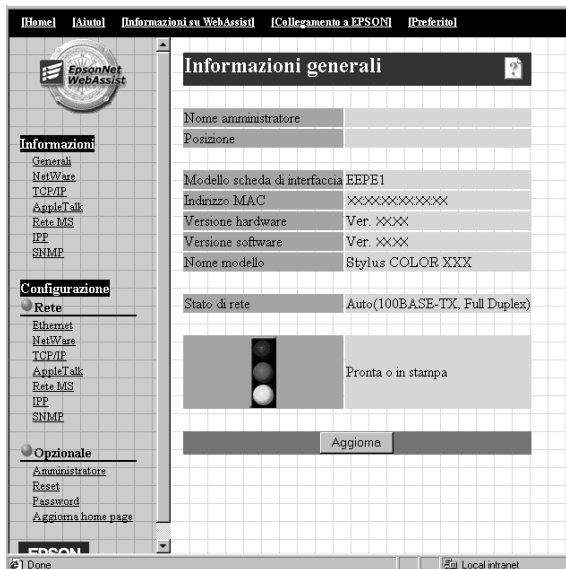 [Home] [Aiuto] [Informazioni su WebAssist] [Collegamento a EPSON] [Preferito]
EpsonNet
WebAssist
Informazioni
Generali
NetWare
TCP/IP
AppleTalk
Rete MS
IPP
SNMP
Configurazione
Rete
Ethernet
NetWare
TCP/IP
AppleTalk
Rete MS
IPP
SNMP
Opzionale
Amministratore
Reset
Password
Aggiorna home page
EPSON
Informazioni generali ?
Nome amministratore
Posizione
Modello scheda di interfaccia EEPE1
Indirizzo MAC XXXXXXXXXXXX
Versione hardware Ver. XXXX
Versione software Ver. XXXX
Nome modello Stylus COLOR XXX
Stato di rete Auto(100BASE-TX, Full Duplex)
Pronta o in stampa
Aggiorna
Done Local intranet